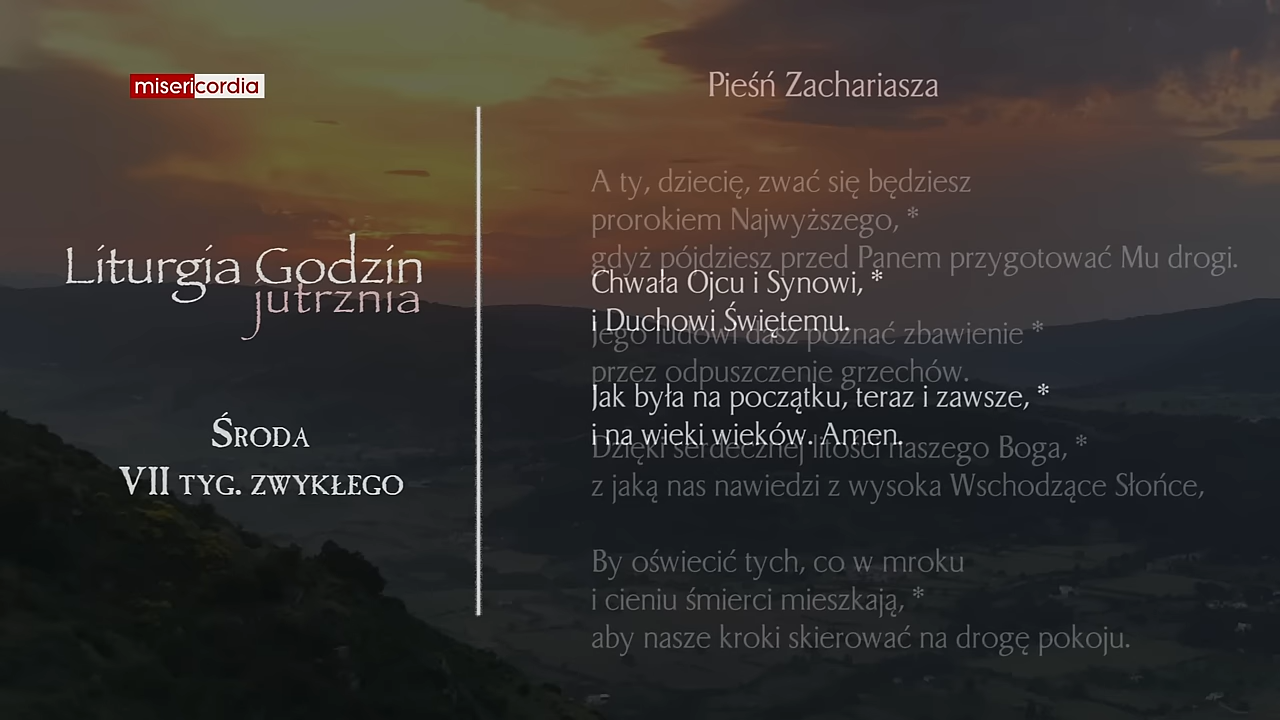 misericordia
Pieśń Zachariasza
Liturgia Godzin
jutrznia
Środa
VII tyg. zwykłego
A ty, dziecię, zwać się będziesz
prorokiem Najwyższego, *
gdyż pójdziesz przed Panem przygotować Mu drogi.
Chwała Ojcu i Synowi, *
i Duchowi Świętemu.
Jego ludowi dasz poznać zbawienie *
przez odpuszczenie grzechów.
Jak była na początku, teraz i zawsze, *
i na wieki wieków. Amen.
Dzięki serdecznej litości naszego Boga, *
z jaką nas nawiedzi z wysoka Wschodzące Słońce,
By oświecić tych, co w mroku
i cieniu śmierci mieszkają, *
aby nasze kroki skierować na drogę pokoju.